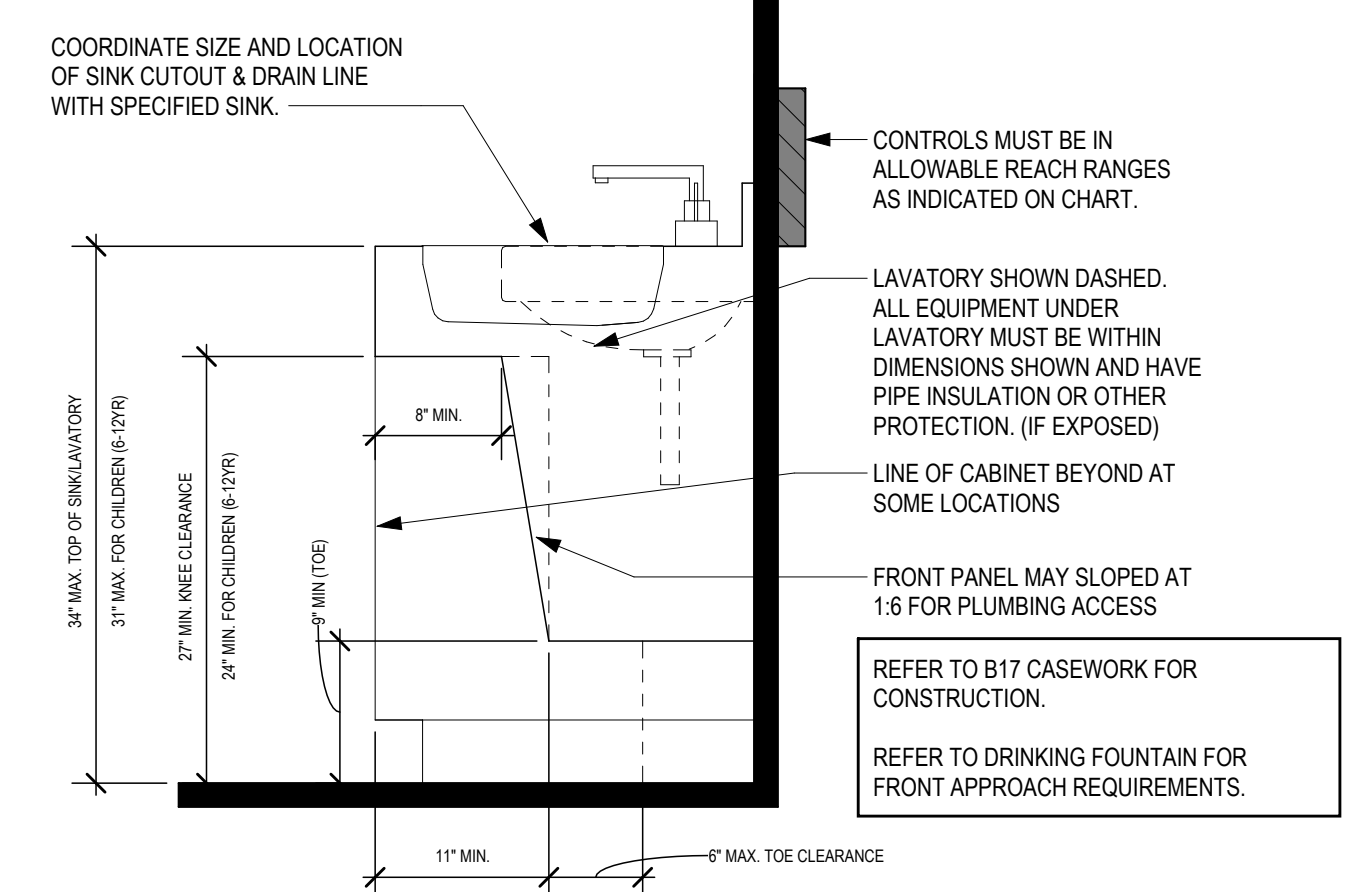 COORDINATE SIZE AND LOCATION
OF SINK CUTOUT & DRAIN LINE
WITH SPECIFIED SINK.
CONTROLS MUST BE IN
ALLOWABLE REACH RANGES
AS INDICATED ON CHART.
LAVATORY SHOWN DASHED.
ALL EQUIPMENT UNDER
LAVATORY MUST BE WITHIN
DIMENSIONS SHOWN AND HAVE
PIPE INSULATION OR OTHER
PROTECTION. (IF EXPOSED)
LINE OF CABINET BEYOND AT
SOME LOCATIONS
FRONT PANEL MAY SLOPED AT
1:6 FOR PLUMBING ACCESS
REFER TO B17 CASEWORK FOR
CONSTRUCTION.
REFER TO DRINKING FOUNTAIN FOR
FRONT APPROACH REQUIREMENTS.
34" MAX. TOP OF SINK/LAVATORY
31" MAX. FOR CHILDREN (6-12YR)
27" MIN. KNEE CLEARANCE
24" MIN. FOR CHILDREN (6-12YR)
9" MIN (TOE)
8" MIN.
11" MIN.
6" MAX. TOE CLEARANCE